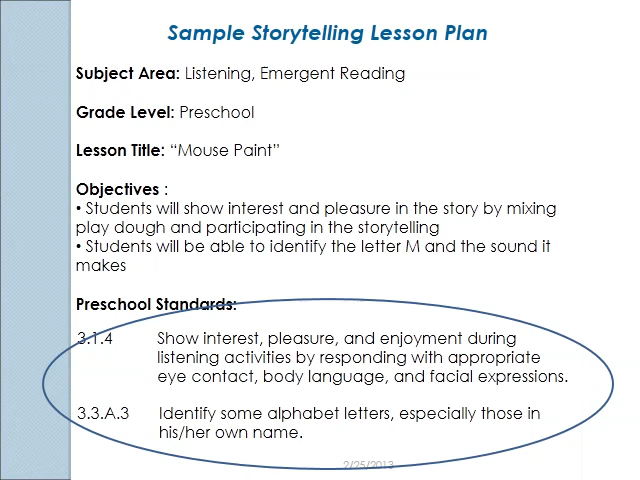 Sample Storytelling Lesson Plan
Subject Area: Listening, Emergent Reading
Grade Level: Preschool
Lesson Title: “Mouse Paint”
Objectives :
• Students will show interest and pleasure in the story by mixing
play dough and participating in the storytelling
• Students will be able to identify the letter M and the sound it
makes
Preschool Standards:
3.1.4 Show interest, pleasure, and enjoyment during
listening activities by responding with appropriate
eye contact, body language, and facial expressions.
3.3.A.3 Identify some alphabet letters, especially those in
his/her own name.
2/25/2013